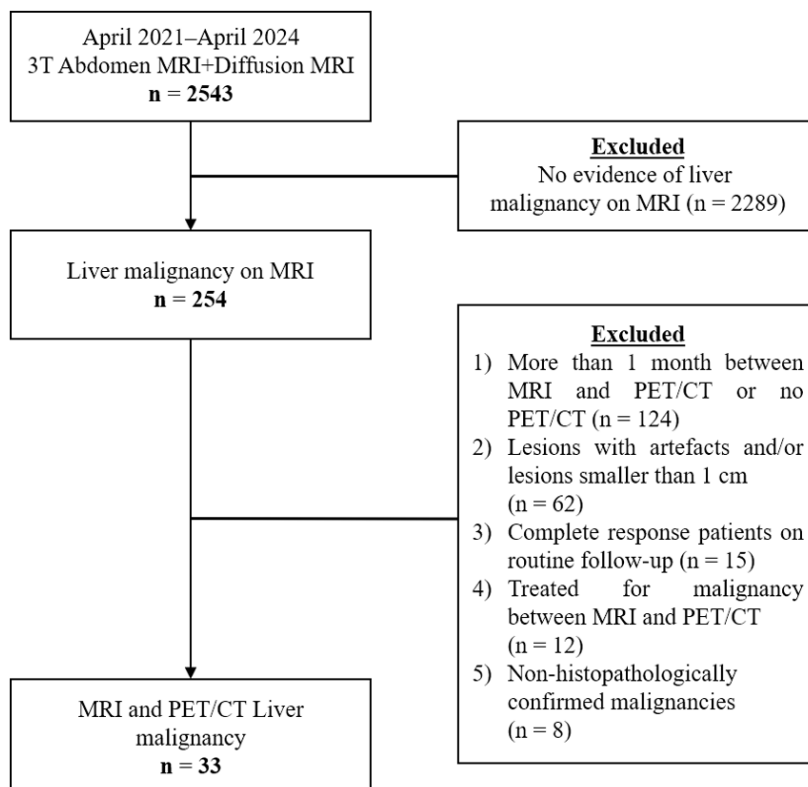 April 2021–April 2024
3T Abdomen MRI+Diffusion MRI
n = 2543
Excluded
No evidence of liver
malignancy on MRI (n = 2289)
Liver malignancy on MRI
n = 254
Excluded
1) More than 1 month between
MRI and PET/CT or no
PET/CT (n = 124)
2) Lesions with artefacts and/or
lesions smaller than 1 cm
(n = 62)
3) Complete response patients on
routine follow-up (n = 15)
4) Treated for malignancy
between MRI and PET/CT
(n = 12)
5) Non-histopathologically
confirmed malignancies
(n = 8)
MRI and PET/CT Liver
malignancy
n = 33